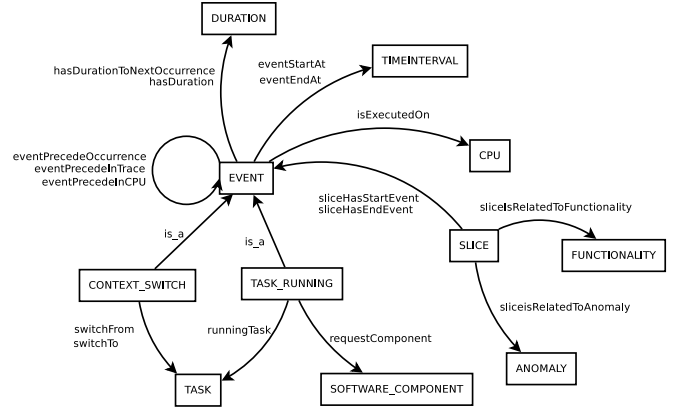 DURATION
hasDurationToNextOccurrence
hasDuration
eventStartAt
eventEndAt
TIMEINTERVAL
isExecutedOn
CPU
eventPrecedeOccurrence
eventPrecedeInTrace
eventPrecedeInCPU
EVENT
sliceHasStartEvent
sliceHasEndEvent
sliceIsRelatedToFunctionality
is_a
is_a
SLICE
FUNCTIONALITY
CONTEXT_SWITCH
TASK_RUNNING
sliceisRelatedToAnomaly
switchFrom
switchTo
runningTask
requestComponent
ANOMALY
TASK
SOFTWARE_COMPONENT